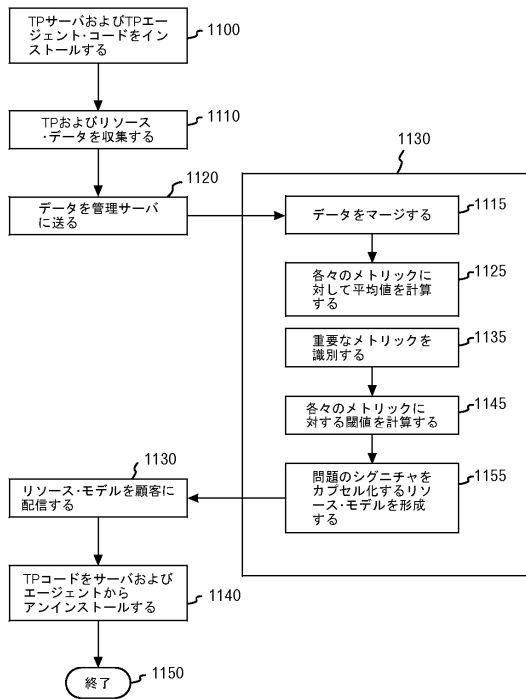 TPサーバおよびTPエー
ジェント・コードをイン
ストールする
1100
TPおよびリソース
・データを収集する
1110
データを管理サーバ
に送る
1120
1130
データをマージする
1115
各々のメトリックに
対して平均値を計算
する
1125
重要なメトリックを
識別する
1135
各々のメトリックに
対する閾値を計算する
1145
問題のシグニチャを
カプセル化するリソ
ース・モデルを形成
する
1155
1130
リソース・モデルを顧客に
配信する
TPコードをサーバおよび
エージェントから
アンインストールする
1140
終了
1150